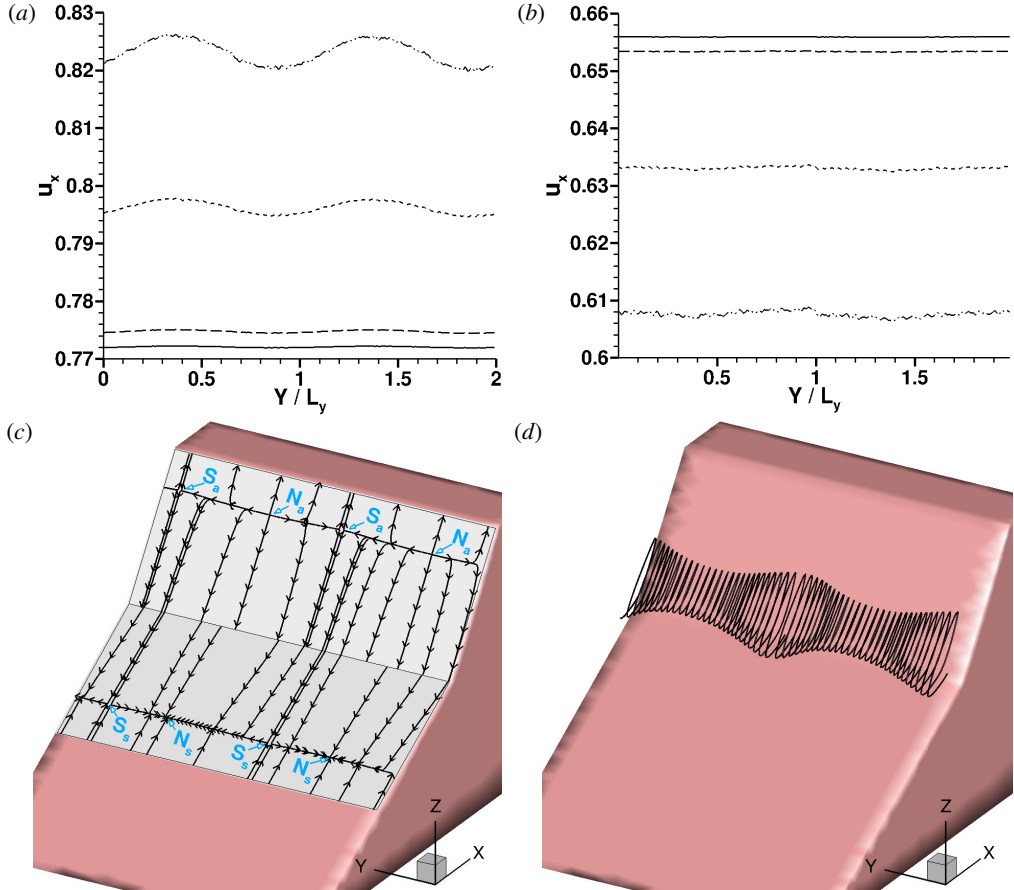 (a)
0.83
0.82
0.81
0.8
0.79
0.78
0.77
u_x
0 0.5 1 1.5 2
Y / L_y
(b)
0.66
0.65
0.64
0.63
0.62
0.61
0.6
u_x
0.5 1 1.5
Y / L_y
(c)
S_a
N_a
S_a
N_a
S_s
N_s
S_s
N_s
Z
Y
X
(d)
Z
Y
X